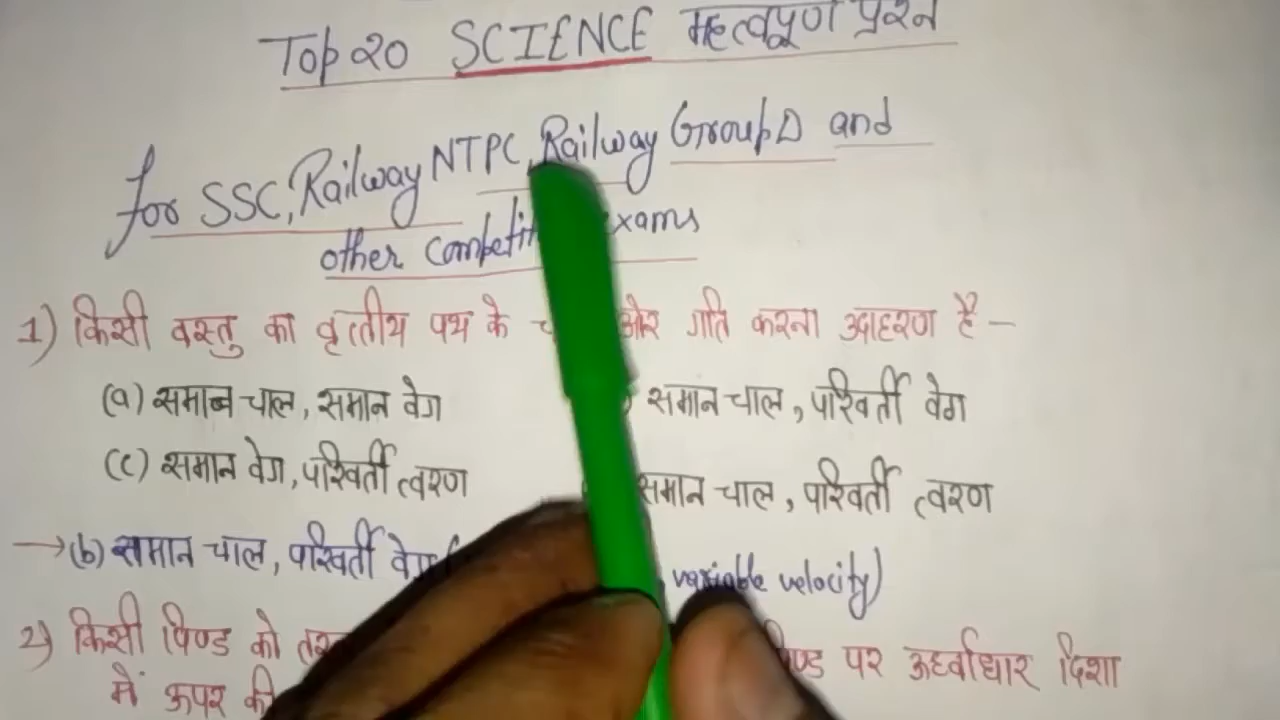 Top 20 SCIENCE महत्वपूर्ण प्रश्न
for SSC, Railway NTPC, Railway Group D and
other exams
1) किसी वस्तु का वृत्तीय पथ के ओर गति करना उदाहरण है –
(a) समान चाल, समान वेग समान चाल, परिवर्ती वेग
(c) समान वेग, परिवर्ती त्वरण समान चाल, परिवर्ती त्वरण
→ (b) समान चाल, परिवर्ती वेग variable velocity)
2) किसी पिण्ड को पर ऊर्ध्वाधार दिशा
में ऊपर की